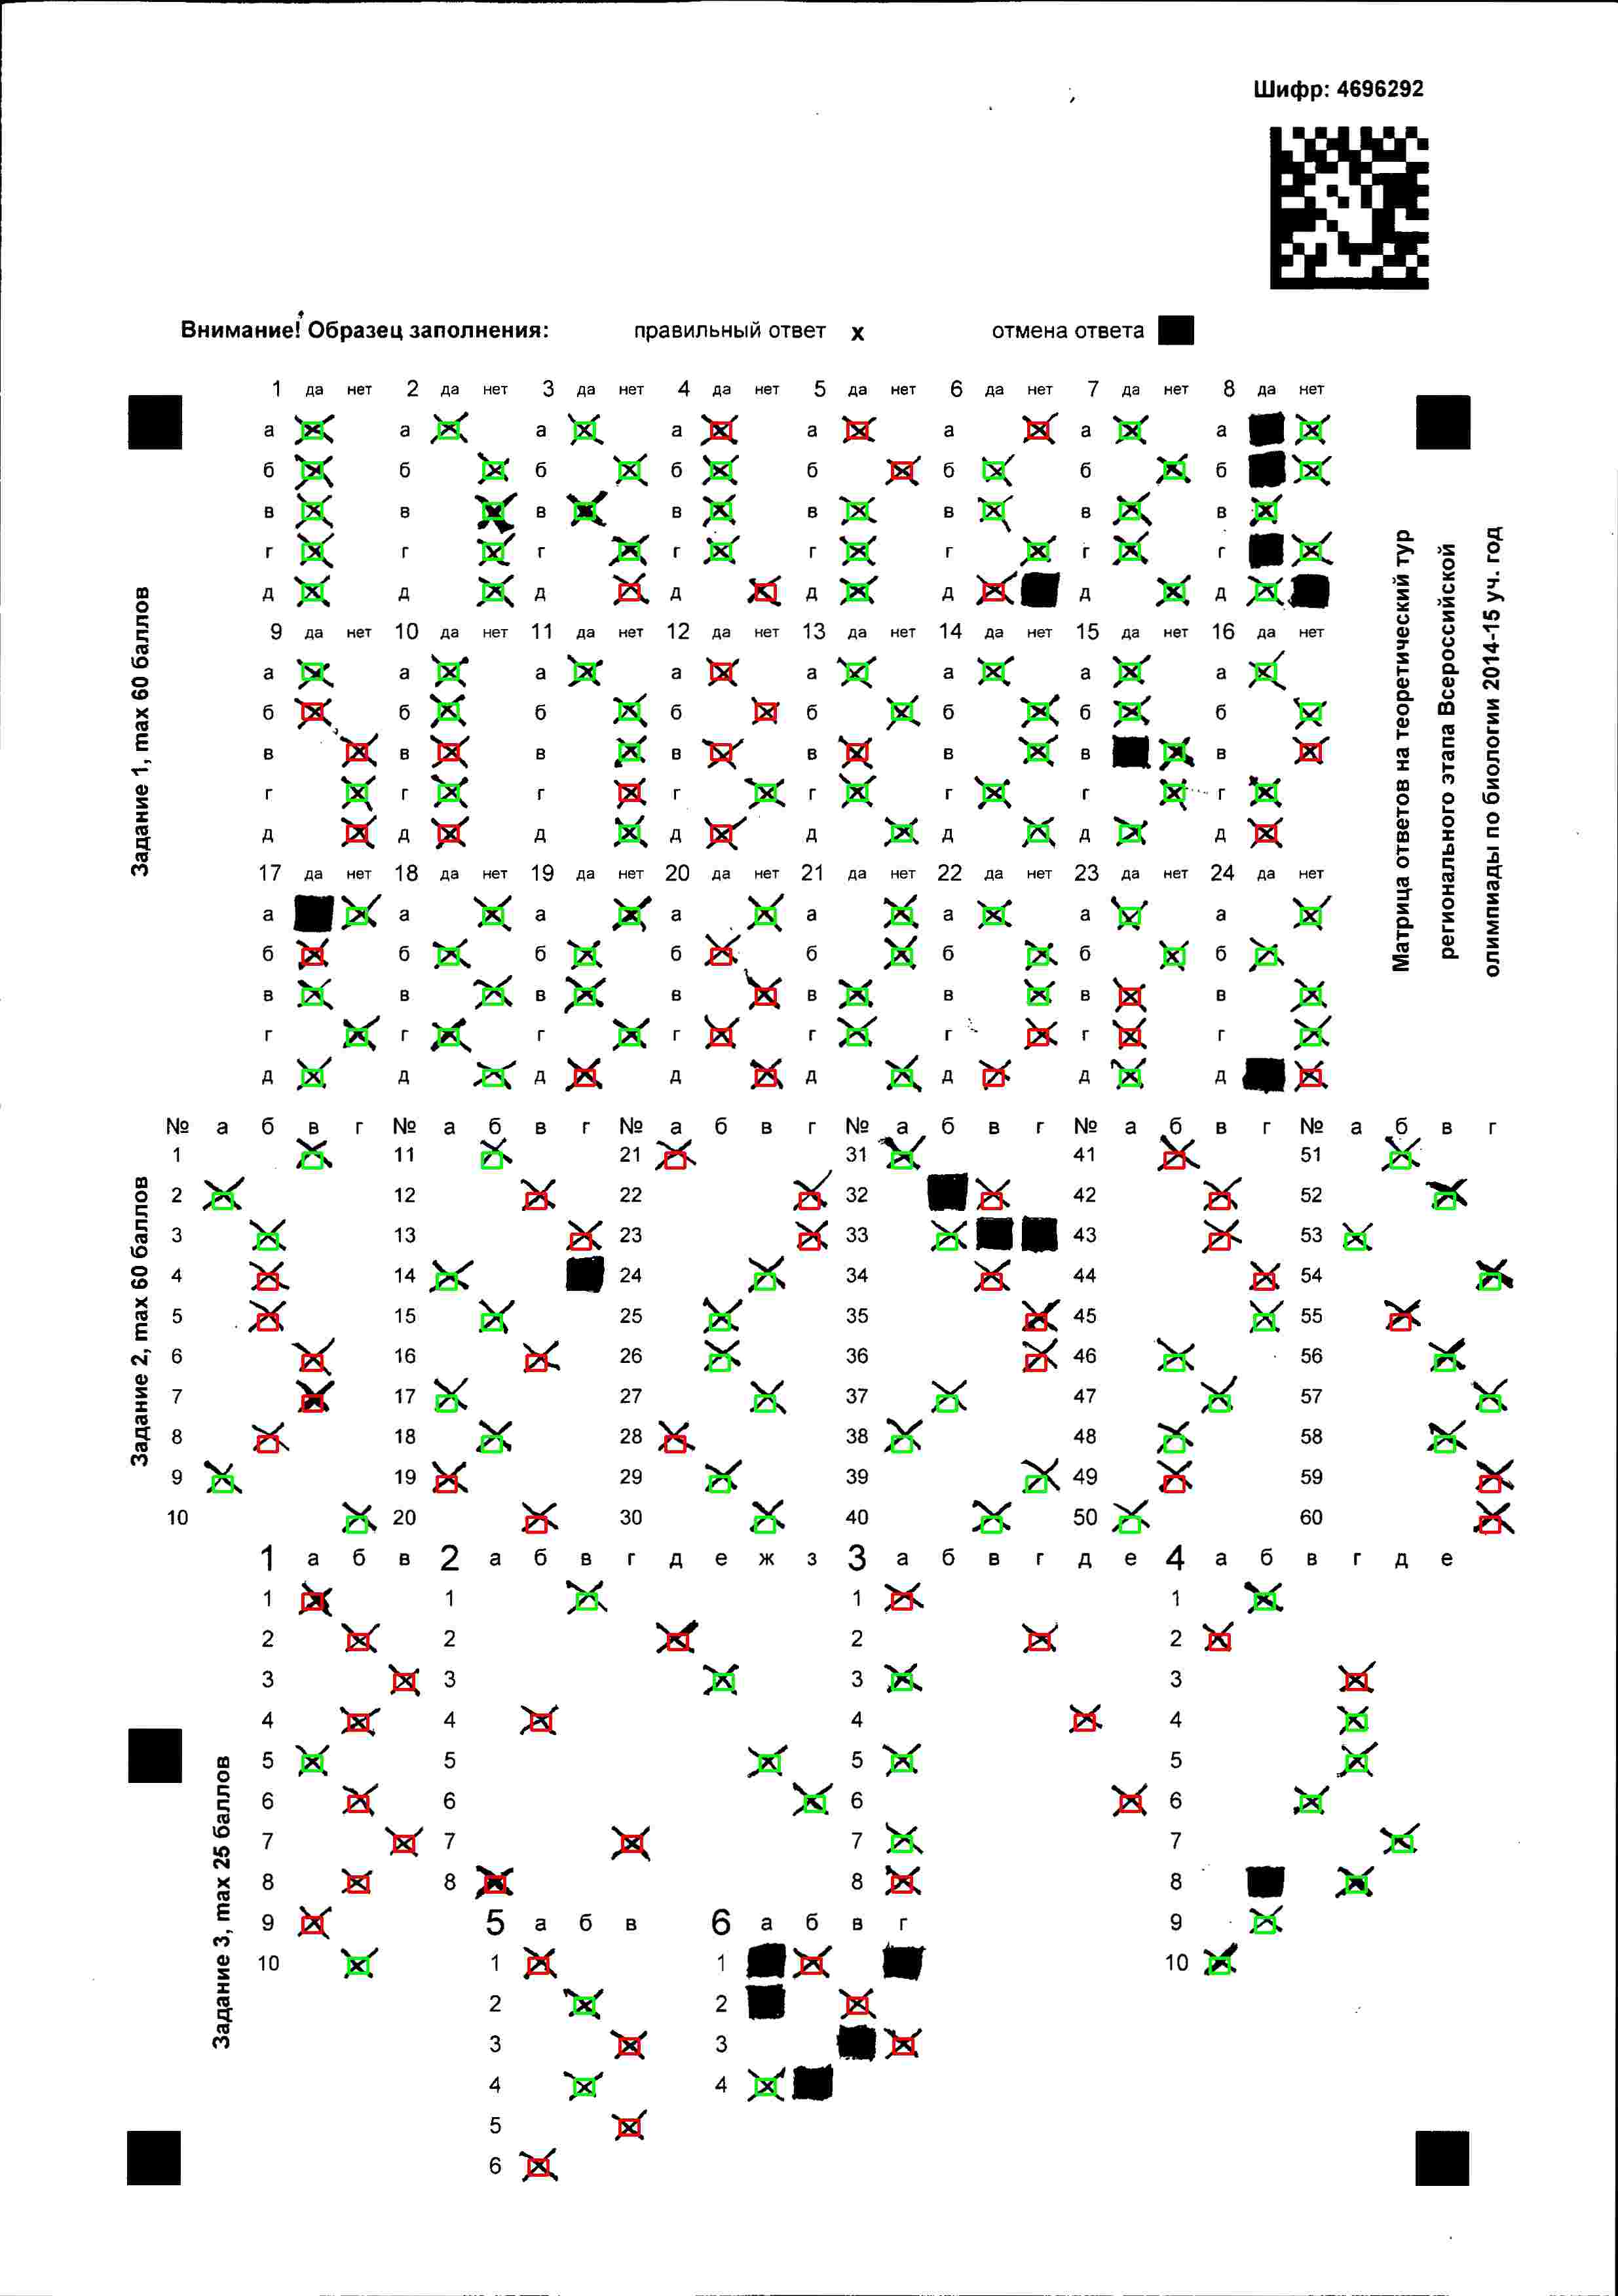 Шифр: 4696292
Внимание! Образец заполнения: правильный ответ x отмена ответа
1 да нет 2 да нет 3 да нет 4 да нет 5 да нет 6 да нет 7 да нет 8 да нет
а а а а а а а а
б б б б б б б б
в в в в в в в в
г г г г г г г г
д д д д д д д д
9 да нет 10 да нет 11 да нет 12 да нет 13 да нет 14 да нет 15 да нет 16 да нет
а а а а а а а а
б б б б б б б б
в в в в в в в в
г г г г г г г г
д д д д д д д д
17 да нет 18 да нет 19 да нет 20 да нет 21 да нет 22 да нет 23 да нет 24 да нет
а а а а а а а а
б б б б б б б б
в в в в в в в в
г г г г г г г г
д д д д д д д д
Задание 1, max 60 баллов
Матрица ответов на теоретический тур
регионального этапа Всероссийской
олимпиады по биологии 2014-15 уч. год
№ а б в г № а б в г № а б в г № а б в г № а б в г № а б в г
1 11 21 31 41 51
2 12 22 32 42 52
3 13 23 33 43 53
4 14 24 34 44 54
5 15 25 35 45 55
6 16 26 36 46 56
7 17 27 37 47 57
8 18 28 38 48 58
9 19 29 39 49 59
10 20 30 40 50 60
Задание 2, max 60 баллов
1 а б в 2 а б в г д е ж з 3 а б в г д е 4 а б в г д е
1 1 1 1
2 2 2 2
3 3 3 3
4 4 4 4
5 5 5 5
6 6 6 6
7 7 7 7
8 8 8 8
9 5 а б в 6 а б в г 9
10 1 1 10
2 2
3 3
4 4
5
6
Задание 3, max 25 баллов